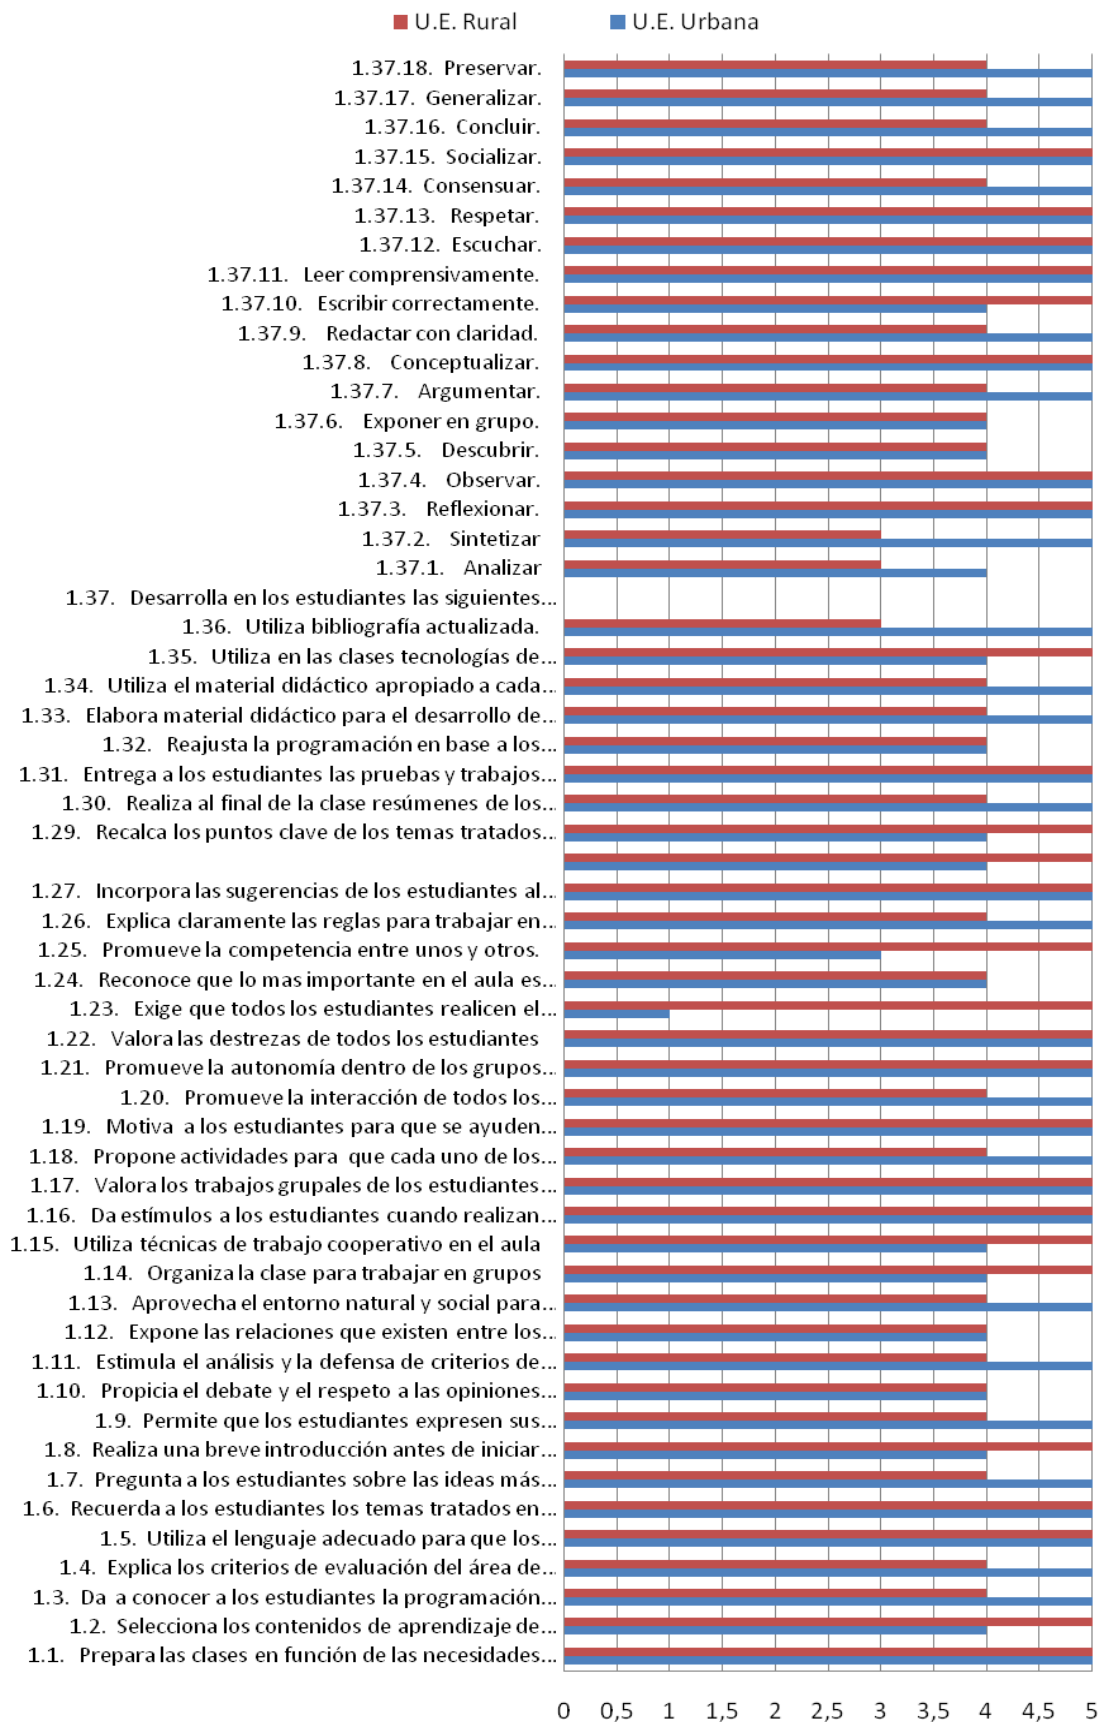 U.E. Rural U.E. Urbana
1.37.18. Preservar.
1.37.17. Generalizar.
1.37.16. Concluir.
1.37.15. Socializar.
1.37.14. Consensuar.
1.37.13. Respetar.
1.37.12. Escuchar.
1.37.11. Leer comprensivamente.
1.37.10. Escribir correctamente.
1.37.9. Redactar con claridad.
1.37.8. Conceptualizar.
1.37.7. Argumentar.
1.37.6. Exponer en grupo.
1.37.5. Descubrir.
1.37.4. Observar.
1.37.3. Reflexionar.
1.37.2. Sintetizar
1.37.1. Analizar
1.37. Desarrolla en los estudiantes las siguientes...
1.36. Utiliza bibliografía actualizada.
1.35. Utiliza en las clases tecnologías de...
1.34. Utiliza el material didáctico apropiado a cada...
1.33. Elabora material didáctico para el desarrollo de...
1.32. Reajusta la programación en base a los...
1.31. Entrega a los estudiantes las pruebas y trabajos...
1.30. Realiza al final de la clase resúmenes de los...
1.29. Recalca los puntos clave de los temas tratados...
1.27. Incorpora las sugerencias de los estudiantes al...
1.26. Explica claramente las reglas para trabajar en...
1.25. Promueve la competencia entre unos y otros.
1.24. Reconoce que lo mas importante en el aula es...
1.23. Exige que todos los estudiantes realicen el...
1.22. Valora las destrezas de todos los estudiantes
1.21. Promueve la autonomía dentro de los grupos...
1.20. Promueve la interacción de todos los...
1.19. Motiva a los estudiantes para que se ayuden...
1.18. Propone actividades para que cada uno de los...
1.17. Valora los trabajos grupales de los estudiantes...
1.16. Da estímulos a los estudiantes cuando realizan...
1.15. Utiliza técnicas de trabajo cooperativo en el aula
1.14. Organiza la clase para trabajar en grupos
1.13. Aprovecha el entorno natural y social para...
1.12. Expone las relaciones que existen entre los...
1.11. Estimula el análisis y la defensa de criterios de...
1.10. Propicia el debate y el respeto a las opiniones...
1.9. Permite que los estudiantes expresen sus...
1.8. Realiza una breve introducción antes de iniciar...
1.7. Pregunta a los estudiantes sobre las ideas más...
1.6. Recuerda a los estudiantes los temas tratados en...
1.5. Utiliza el lenguaje adecuado para que los...
1.4. Explica los criterios de evaluación del área de...
1.3. Da a conocer a los estudiantes la programación...
1.2. Selecciona los contenidos de aprendizaje de...
1.1. Prepara las clases en función de las necesidades...
0 0,5 1 1,5 2 2,5 3 3,5 4 4,5 5